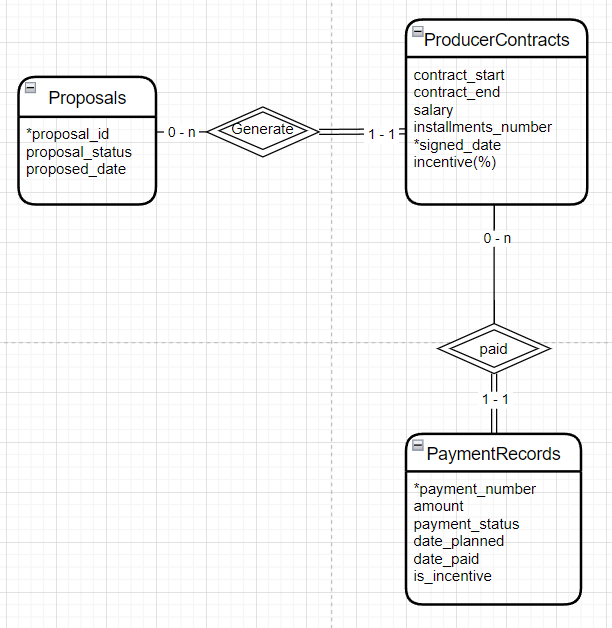 ProducerContracts
contract_start
contract_end
salary
installments_number
*signed_date
incentive(%)
Proposals
*proposal_id
proposal_status
proposed_date
0 - n
Generate
1 - 1
0 - n
paid
1 - 1
PaymentRecords
*payment_number
amount
payment_status
date_planned
date_paid
is_incentive